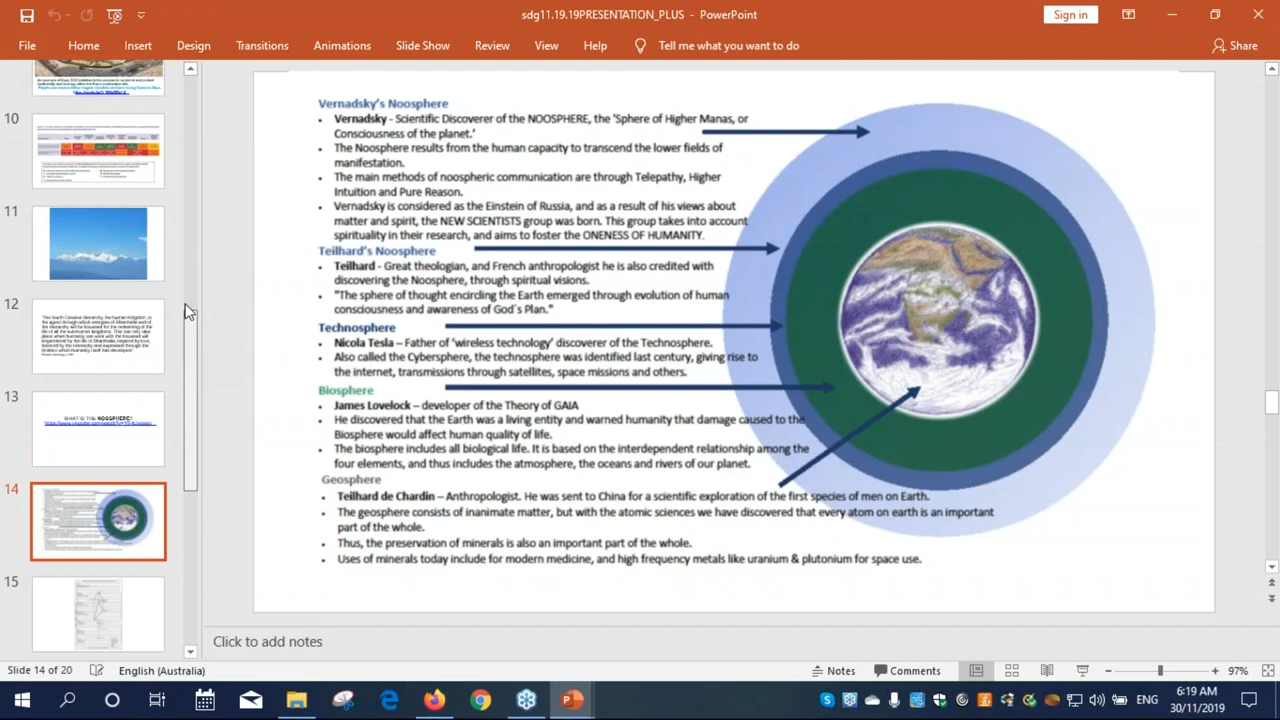 sdg11.19.19PRESENTATION_PLUS - PowerPoint
Sign in
File Home Insert Design Transitions Animations Slide Show Review View Help Tell me what you want to do Share
10
11
12
13
WHAT IS THE NOOSPHERE?
14
15
Vernadsky's Noosphere
• Vernadsky - Scientific Discoverer of the NOOSPHERE, the 'Sphere of Higher Manas, or
Consciousness of the planet.'
• The Noosphere results from the human capacity to transcend the lower fields of
manifestation.
• The main methods of noospheric communication are through Telepathy, Higher
Intuition and Pure Reason.
• Vernadsky is considered as the Einstein of Russia, and as a result of his views about
matter and spirit, the NEW SCIENTISTS group was born. This group takes into account
spirituality in their research, and aims to foster the ONENESS OF HUMANITY.
Teilhard's Noosphere
• Teilhard - Great theologian, and French anthropologist he is also credited with
discovering the Noosphere, through spiritual visions.
• "The sphere of thought encircling the Earth emerged through evolution of human
consciousness and awareness of God´s Plan."
Technosphere
• Nicola Tesla – Father of 'wireless technology' discoverer of the Technosphere.
• Also called the Cybersphere, the technosphere was identified last century, giving rise to
the internet, transmissions through satellites, space missions and others.
Biosphere
• James Lovelock – developer of the Theory of GAIA
• He discovered that the Earth was a living entity and warned humanity that damage caused to the
Biosphere would affect human quality of life.
• The biosphere includes all biological life. It is based on the interdependent relationship among the
four elements, and thus includes the atmosphere, the oceans and rivers of our planet.
Geosphere
• Teilhard de Chardin – Anthropologist. He was sent to China for a scientific exploration of the first species of men on Earth.
• The geosphere consists of inanimate matter, but with the atomic sciences we have discovered that every atom on earth is an important
part of the whole.
• Thus, the preservation of minerals is also an important part of the whole.
• Uses of minerals today include for modern medicine, and high frequency metals like uranium & plutonium for space use.
Click to add notes
Slide 14 of 20 English (Australia) Notes Comments 97%
ENG
6:19 AM
30/11/2019